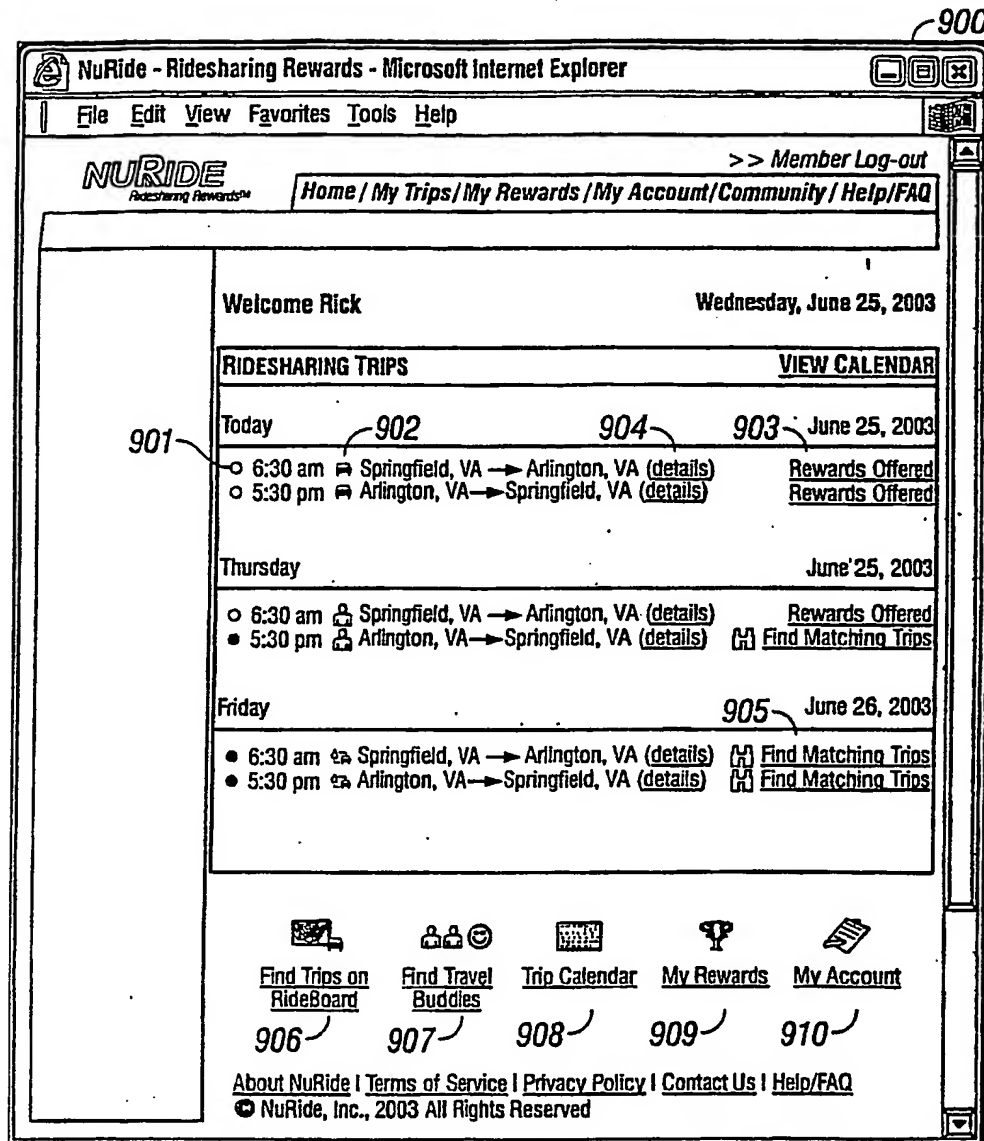 900
NuRide - Ridesharing Rewards - Microsoft Internet Explorer
File Edit View Favorites Tools Help
>> Member Log-out
NURIDE
Ridesharing Rewards™
Home / My Trips / My Rewards / My Account / Community / Help/FAQ
Welcome Rick Wednesday, June 25, 2003
RIDESHARING TRIPS VIEW CALENDAR
Today June 25, 2003
901 902 904 903
6:30 am Springfield, VA → Arlington, VA (details) Rewards Offered
5:30 pm Arlington, VA → Springfield, VA (details) Rewards Offered
Thursday June 25, 2003
6:30 am Springfield, VA → Arlington, VA (details) Rewards Offered
5:30 pm Arlington, VA → Springfield, VA (details) Find Matching Trips
Friday June 26, 2003
905
6:30 am Springfield, VA → Arlington, VA (details) Find Matching Trips
5:30 pm Arlington, VA → Springfield, VA (details) Find Matching Trips
Find Trips on RideBoard
Find Travel Buddies
Trip Calendar
My Rewards
My Account
906 907 908 909 910
About NuRide | Terms of Service | Privacy Policy | Contact Us | Help/FAQ
© NuRide, Inc., 2003 All Rights Reserved